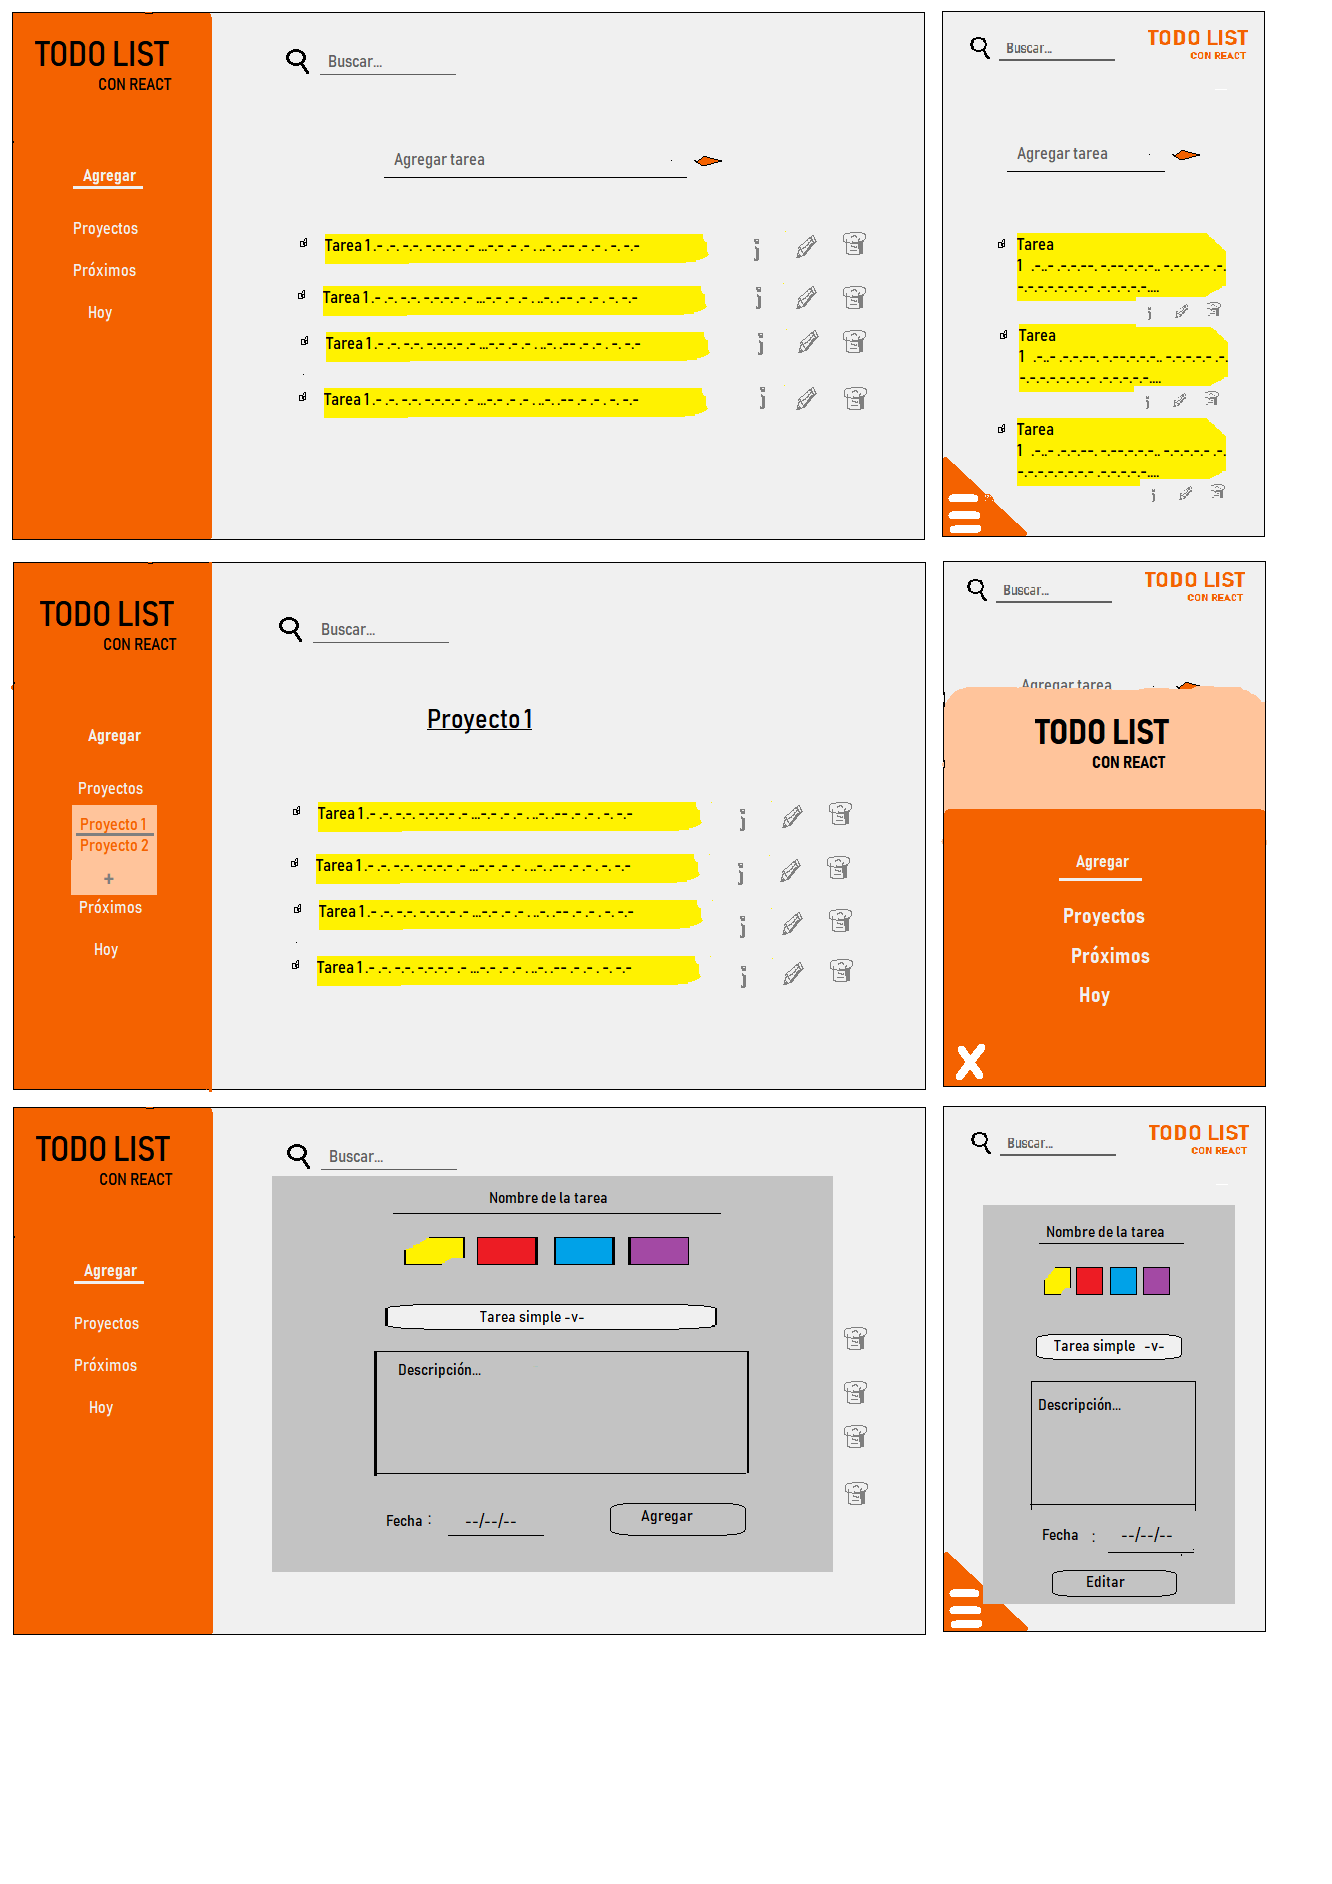 TODO LIST
CON REACT
Agregar
Proyectos
Próximos
Hoy
Buscar...
Agregar tarea
Tarea 1 .- .-. -.-. -.-.-.- .- ...-.- .- .- . ..-. .-- .- .- . -. -.-
Tarea 1 .- .-. -.-. -.-.-.- .- ...-.- .- .- . ..-. .-- .- .- . -. -.-
Tarea 1 .- .-. -.-. -.-.-.- .- ...-.- .- .- . ..-. .-- .- .- . -. -.-
Tarea 1 .- .-. -.-. -.-.-.- .- ...-.- .- .- . ..-. .-- .- .- . -. -.-
Buscar...
TODO LIST
CON REACT
Agregar tarea
Tarea
1 .-..- .-.-.--. -.--.-.-.-.. -.-.-.-.- .-.
-.-.-.-.-.-.- .-.-.-.-.-....
Tarea
1 .-..- .-.-.--. -.--.-.-.-.. -.-.-.-.- .-.
-.-.-.-.-.-.- .-.-.-.-.-....
Tarea
1 .-..- .-.-.--. -.--.-.-.-.. -.-.-.-.- .-.
-.-.-.-.-.-.- .-.-.-.-.-....
TODO LIST
CON REACT
Agregar
Proyectos
Proyecto 1
Proyecto 2
+
Próximos
Hoy
Buscar...
Proyecto 1
Tarea 1 .- .-. -.-. -.-.-.- .- ...-.- .- .- . ..-. .-- .- .- . -. -.-
Tarea 1 .- .-. -.-. -.-.-.- .- ...-.- .- .- . ..-. .-- .- .- . -. -.-
Tarea 1 .- .-. -.-. -.-.-.- .- ...-.- .- .- . ..-. .-- .- .- . -. -.-
Tarea 1 .- .-. -.-. -.-.-.- .- ...-.- .- .- . ..-. .-- .- .- . -. -.-
Buscar...
TODO LIST
CON REACT
Agregar tarea
TODO LIST
CON REACT
Agregar
Proyectos
Próximos
Hoy
X
TODO LIST
CON REACT
Agregar
Proyectos
Próximos
Hoy
Buscar...
Nombre de la tarea
Tarea simple -v-
Descripción...
Fecha : --/--/--
Agregar
Buscar...
TODO LIST
CON REACT
Nombre de la tarea
Tarea simple -v-
Descripción...
Fecha : --/--/--
Editar